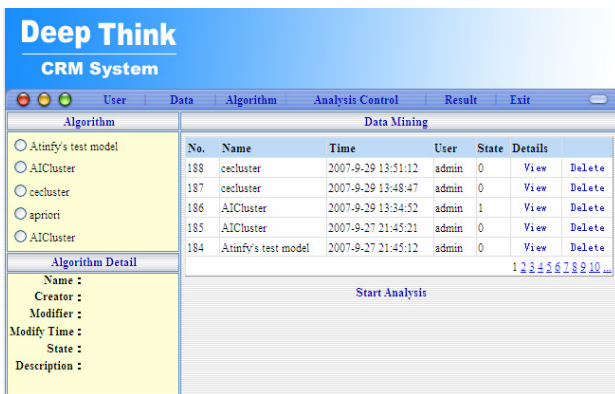 Deep Think
CRM System
User Data Algorithm Analysis Control Result Exit
Algorithm
Atinfy's test model
AICluster
cecluster
apriori
AICluster
Algorithm Detail
Name :
Creator :
Modifier :
Modify Time :
State :
Description :
Data Mining
No. Name Time User State Details
188 cecluster 2007-9-29 13:51:12 admin 0 View Delete
187 cecluster 2007-9-29 13:48:47 admin 0 View Delete
186 AICluster 2007-9-29 13:34:52 admin 1 View Delete
185 AICluster 2007-9-27 21:45:21 admin 0 View Delete
184 Atinfy's test model 2007-9-27 21:45:12 admin 0 View Delete
1 2 3 4 5 6 7 8 9 10 ...
Start Analysis